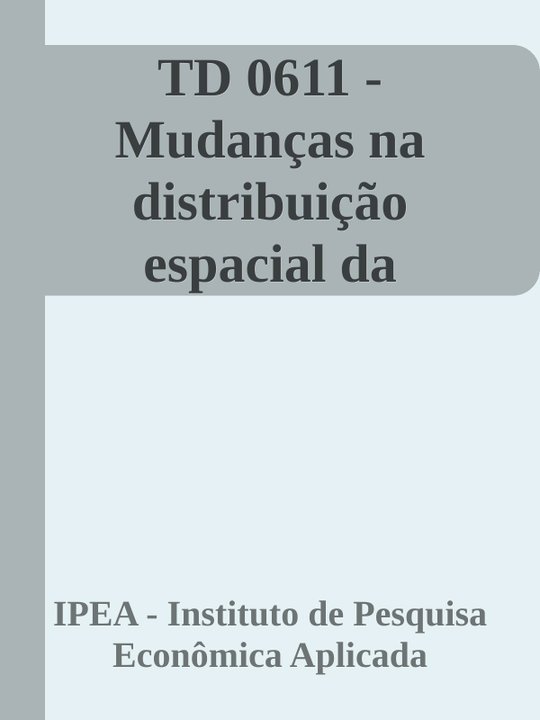 TD 0611 -
Mudanças na
distribuição
espacial da
IPEA - Instituto de Pesquisa
Econômica Aplicada